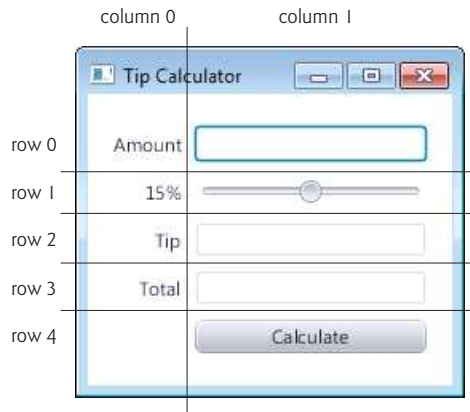 column 0 column 1
Tip Calculator
row 0 Amount
row 1 15%
row 2 Tip
row 3 Total
row 4 Calculate